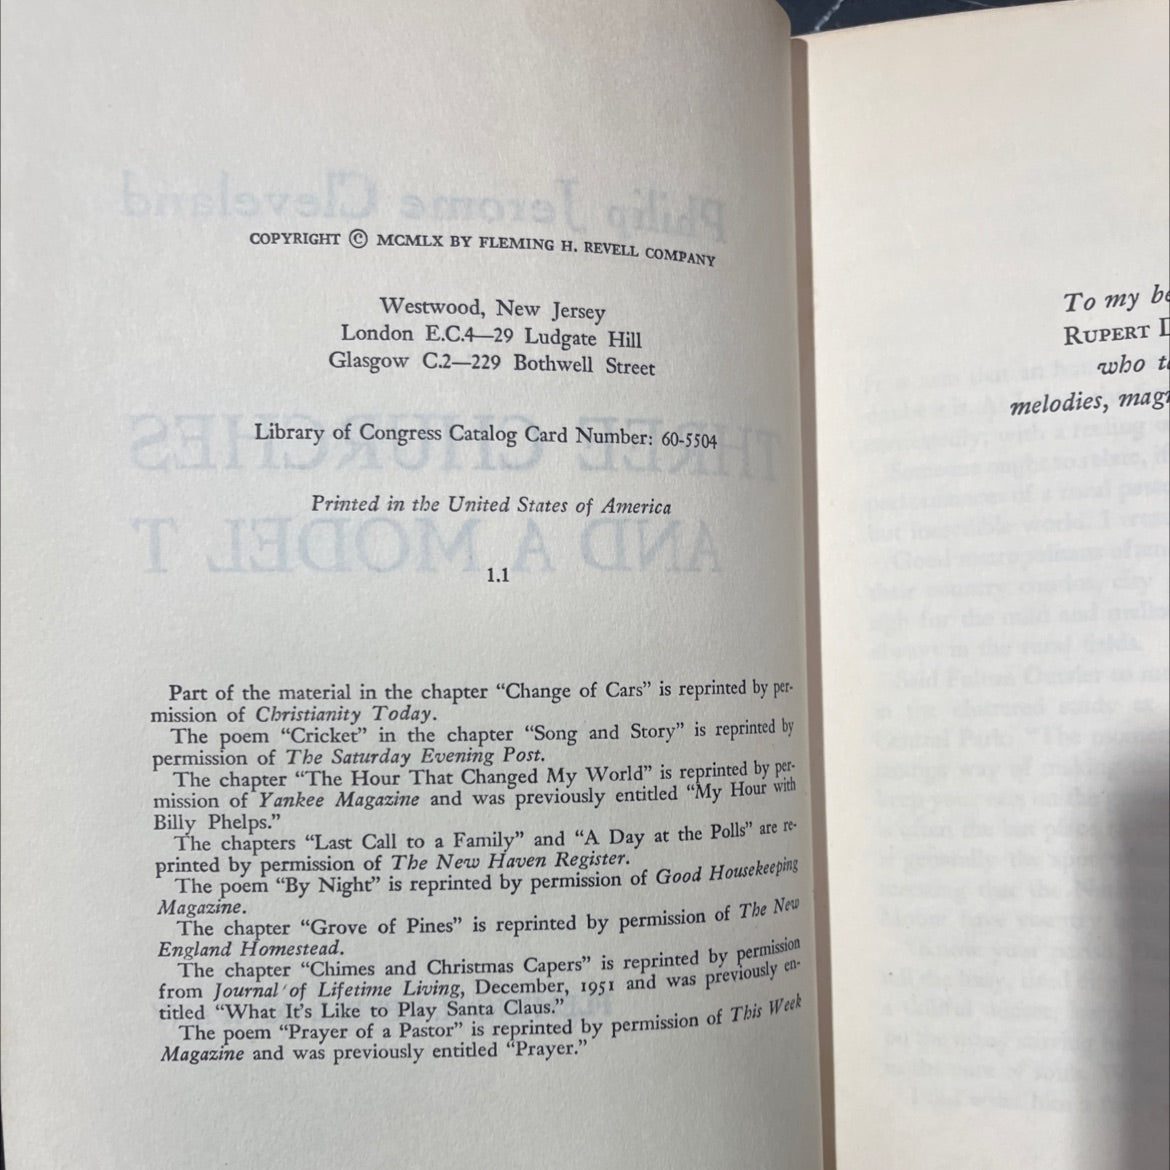 COPYRIGHT © MCMLX BY FLEMING H. REVELL COMPANY
Westwood, New Jersey
London E.C.4—29 Ludgate Hill
Glasgow C.2—229 Bothwell Street
Library of Congress Catalog Card Number: 60-5504
Printed in the United States of America
1.1
Part of the material in the chapter “Change of Cars” is reprinted by per-
mission of Christianity Today.
The poem “Cricket” in the chapter “Song and Story” is reprinted by
permission of The Saturday Evening Post.
The chapter “The Hour That Changed My World” is reprinted by per-
mission of Yankee Magazine and was previously entitled “My Hour with
Billy Phelps.”
The chapters “Last Call to a Family” and “A Day at the Polls” are re-
printed by permission of The New Haven Register.
The poem “By Night” is reprinted by permission of Good Housekeeping
Magazine.
The chapter “Grove of Pines” is reprinted by permission of The New
England Homestead.
The chapter “Chimes and Christmas Capers” is reprinted by permission
from Journal of Lifetime Living, December, 1951 and was previously en-
titled “What It’s Like to Play Santa Claus.”
The poem “Prayer of a Pastor” is reprinted by permission of This Week
Magazine and was previously entitled “Prayer.”
Philip Jerome Cleveland
THREE CHURCHES
AND A MODEL T
To my be
RUPERT
who t
melodies, mag